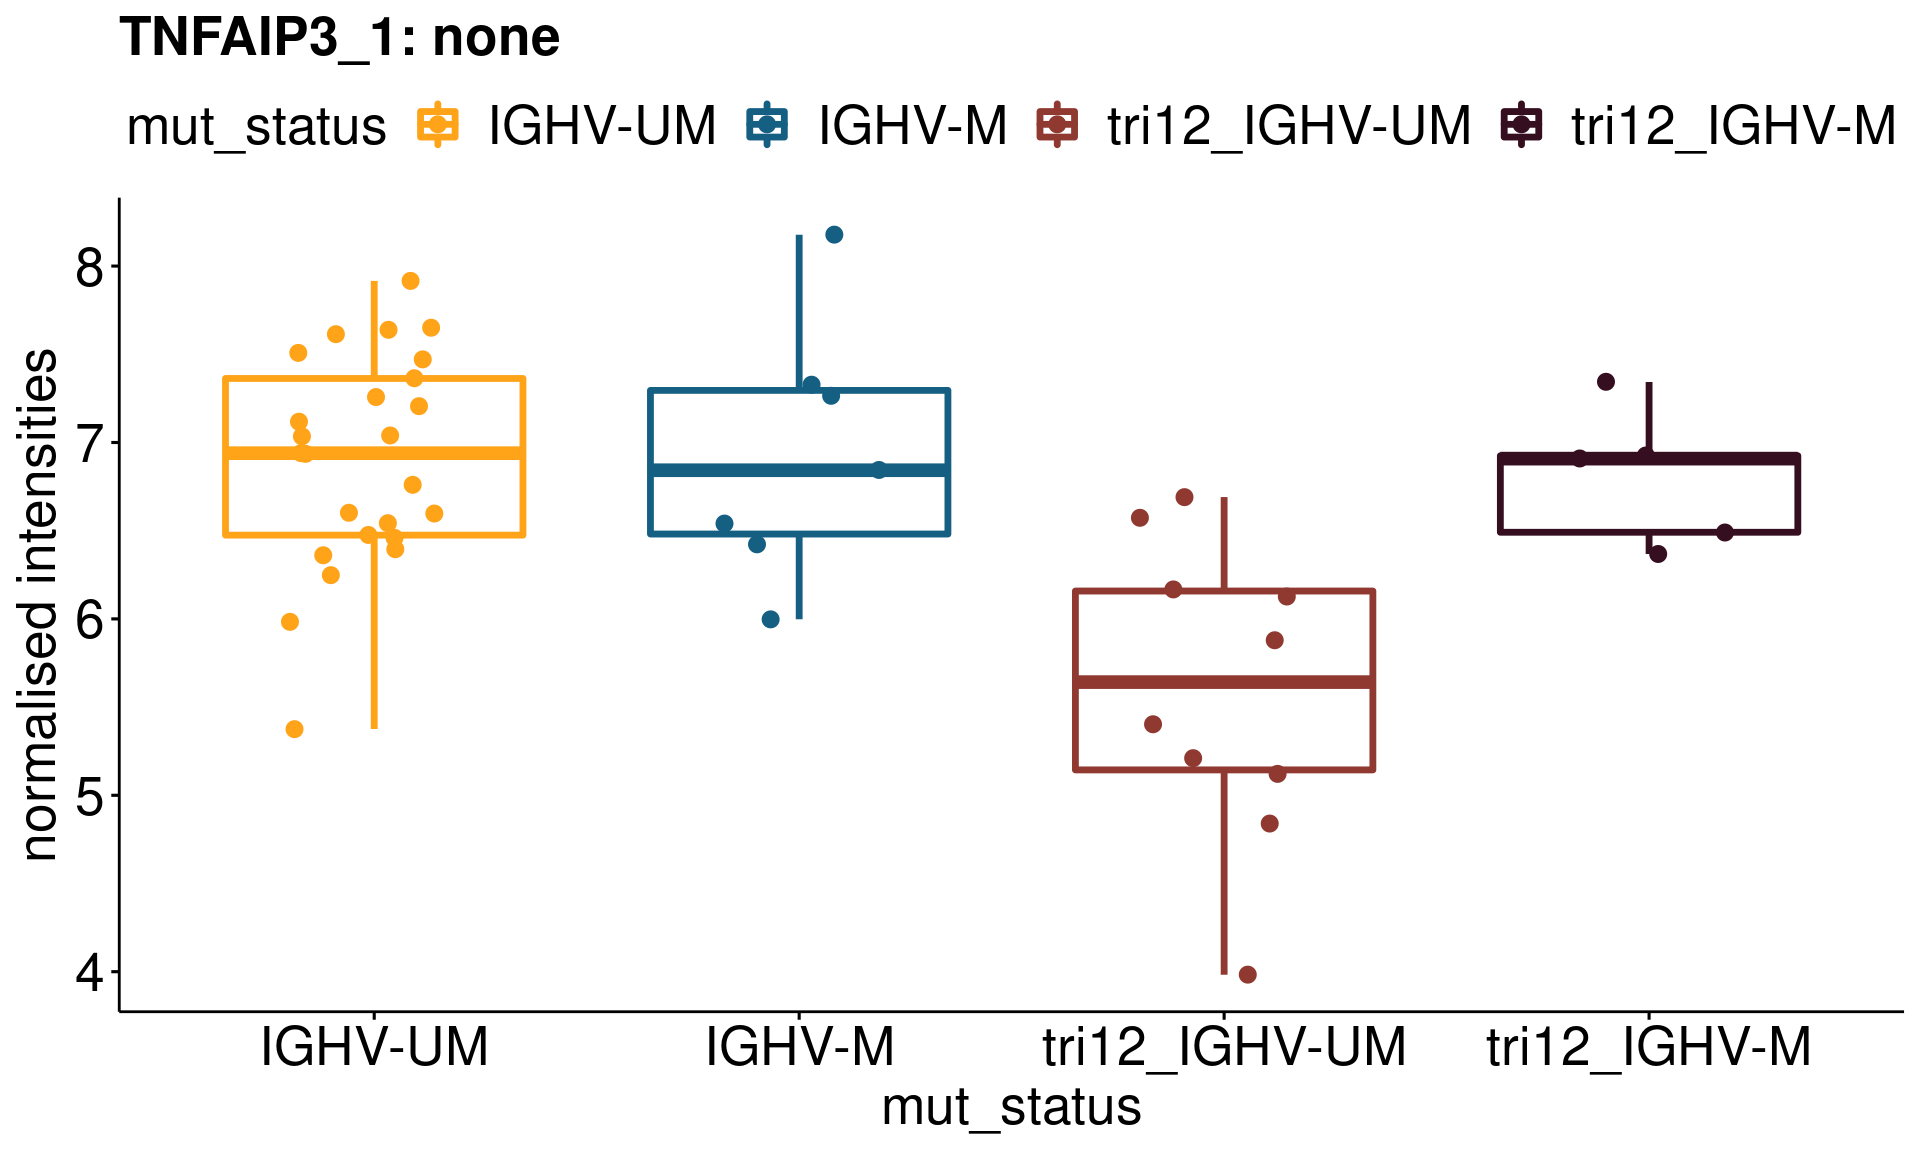 TNFAIP3_1: none
mut_status IGHV-UM IGHV-M tri12_IGHV-UM tri12_IGHV-M
normalised intensities
8
7
6
5
4
IGHV-UM IGHV-M tri12_IGHV-UM tri12_IGHV-M
mut_status